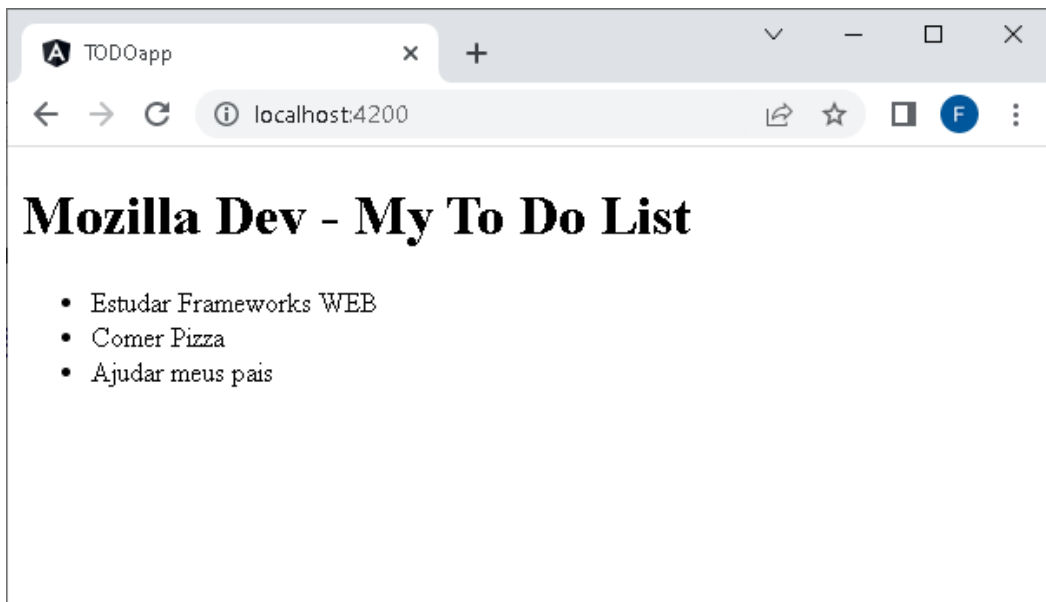 TODOapp
localhost:4200
F
Mozilla Dev - My To Do List
Estudar Frameworks WEB
Comer Pizza
Ajudar meus pais